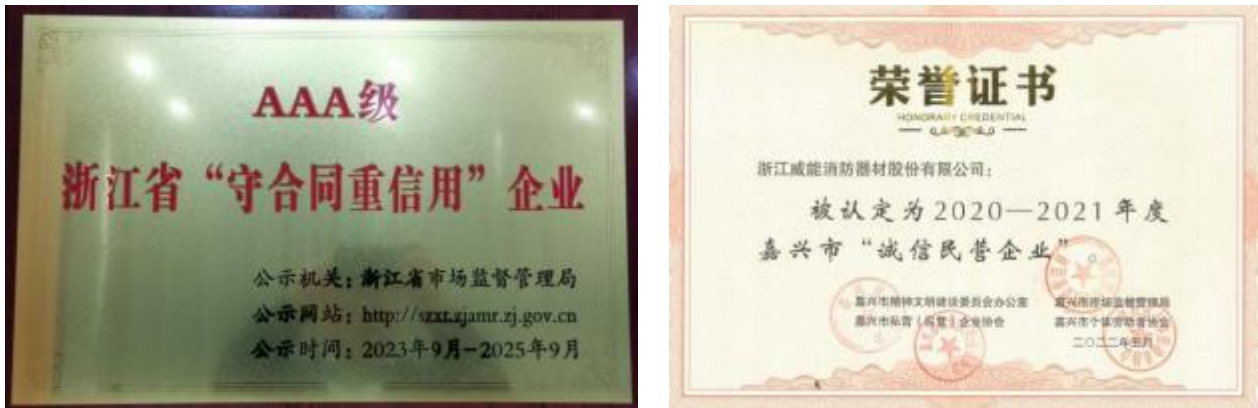 AAA级
浙江省“守合同重信用”企业
公示机关：浙江省市场监督管理局
公示网站：http://szxt.zjamr.zj.gov.cn
公示时间：2023年9月-2025年9月
荣誉证书
HONORARY CREDENTIAL
浙江威能消防器材股份有限公司：
被认定为2020—2021年度
嘉兴市“诚信民营企业”
嘉兴市精神文明建设委员会办公室
嘉兴市市场监督管理局
嘉兴市私营（民营）企业协会
嘉兴市个体劳动者协会
二〇二二年三月